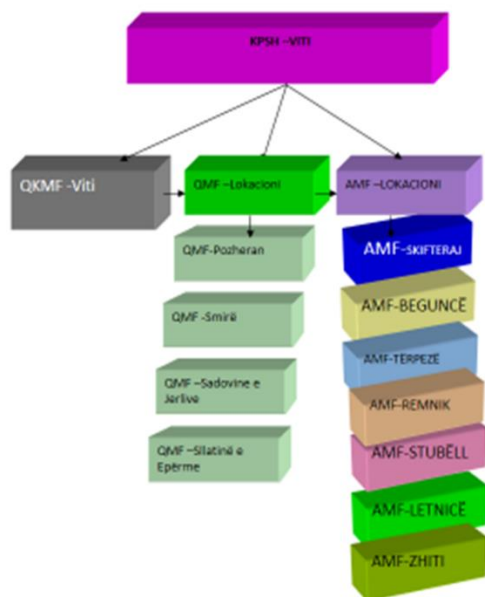 KPSH –VITI
QKMF -Viti
QMF –Lokacioni
AMF –LOKACIONI
QMF-Pozheran
QMF -Smirë
QMF –Sadovine e
Jerlive
QMF –Sllatinë e
Epërme
AMF-SKIFTERAJ
AMF-BEGUNCË
AMF-TËRPEZË
AMF-REMNIK
AMF-STUBËLL
AMF-LETNICË
AMF-ZHITI